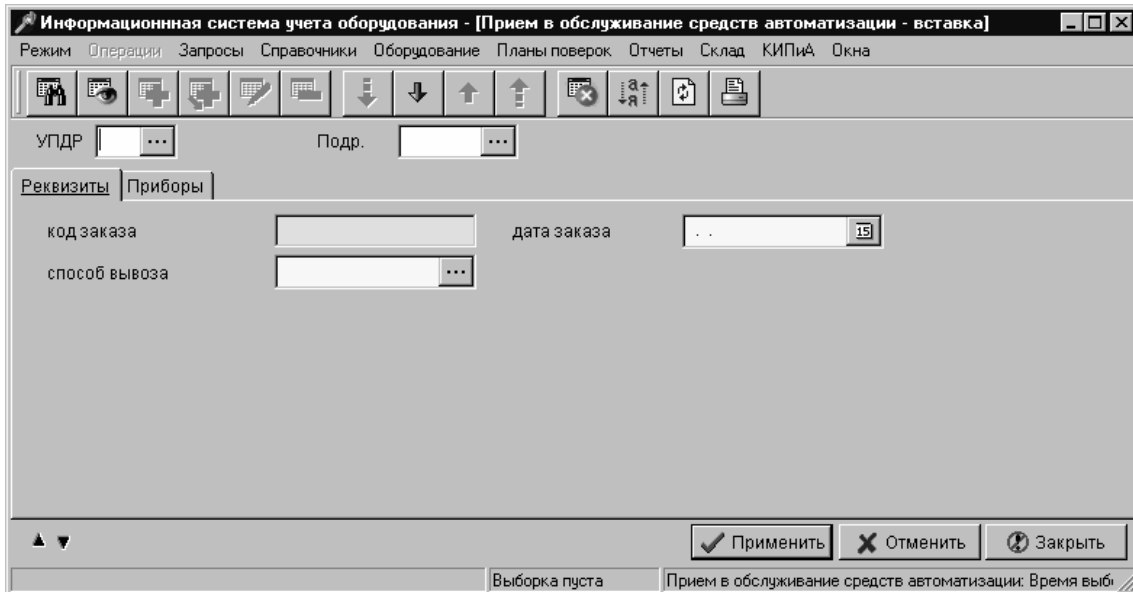 Информационнная система учета оборудования - [Прием в обслуживание средств автоматизации - вставка]
Режим Операции Запросы Справочники Оборудование Планы поверок Отчеты Склад КИПиА Окна
а я
УПДР ... Подр. ...
Реквизиты Приборы
код заказа дата заказа . . 15
способ вывоза ...
Применить Отменить Закрыть
Выборка пуста Прием в обслуживание средств автоматизации: Время выб